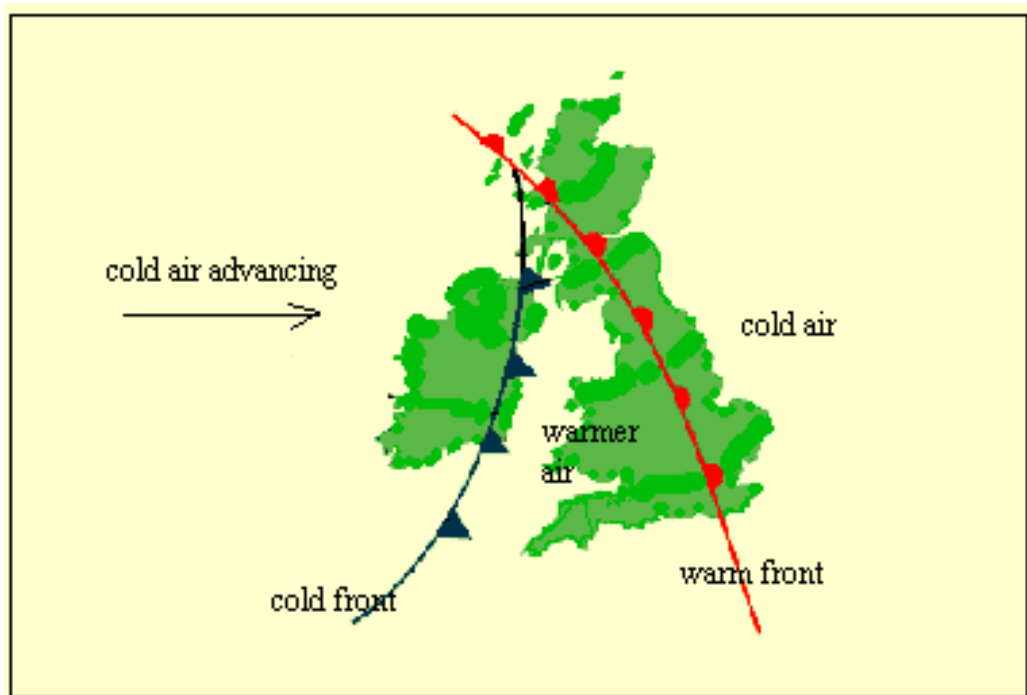 cold air advancing
cold air
warmer
air
warm front
cold front